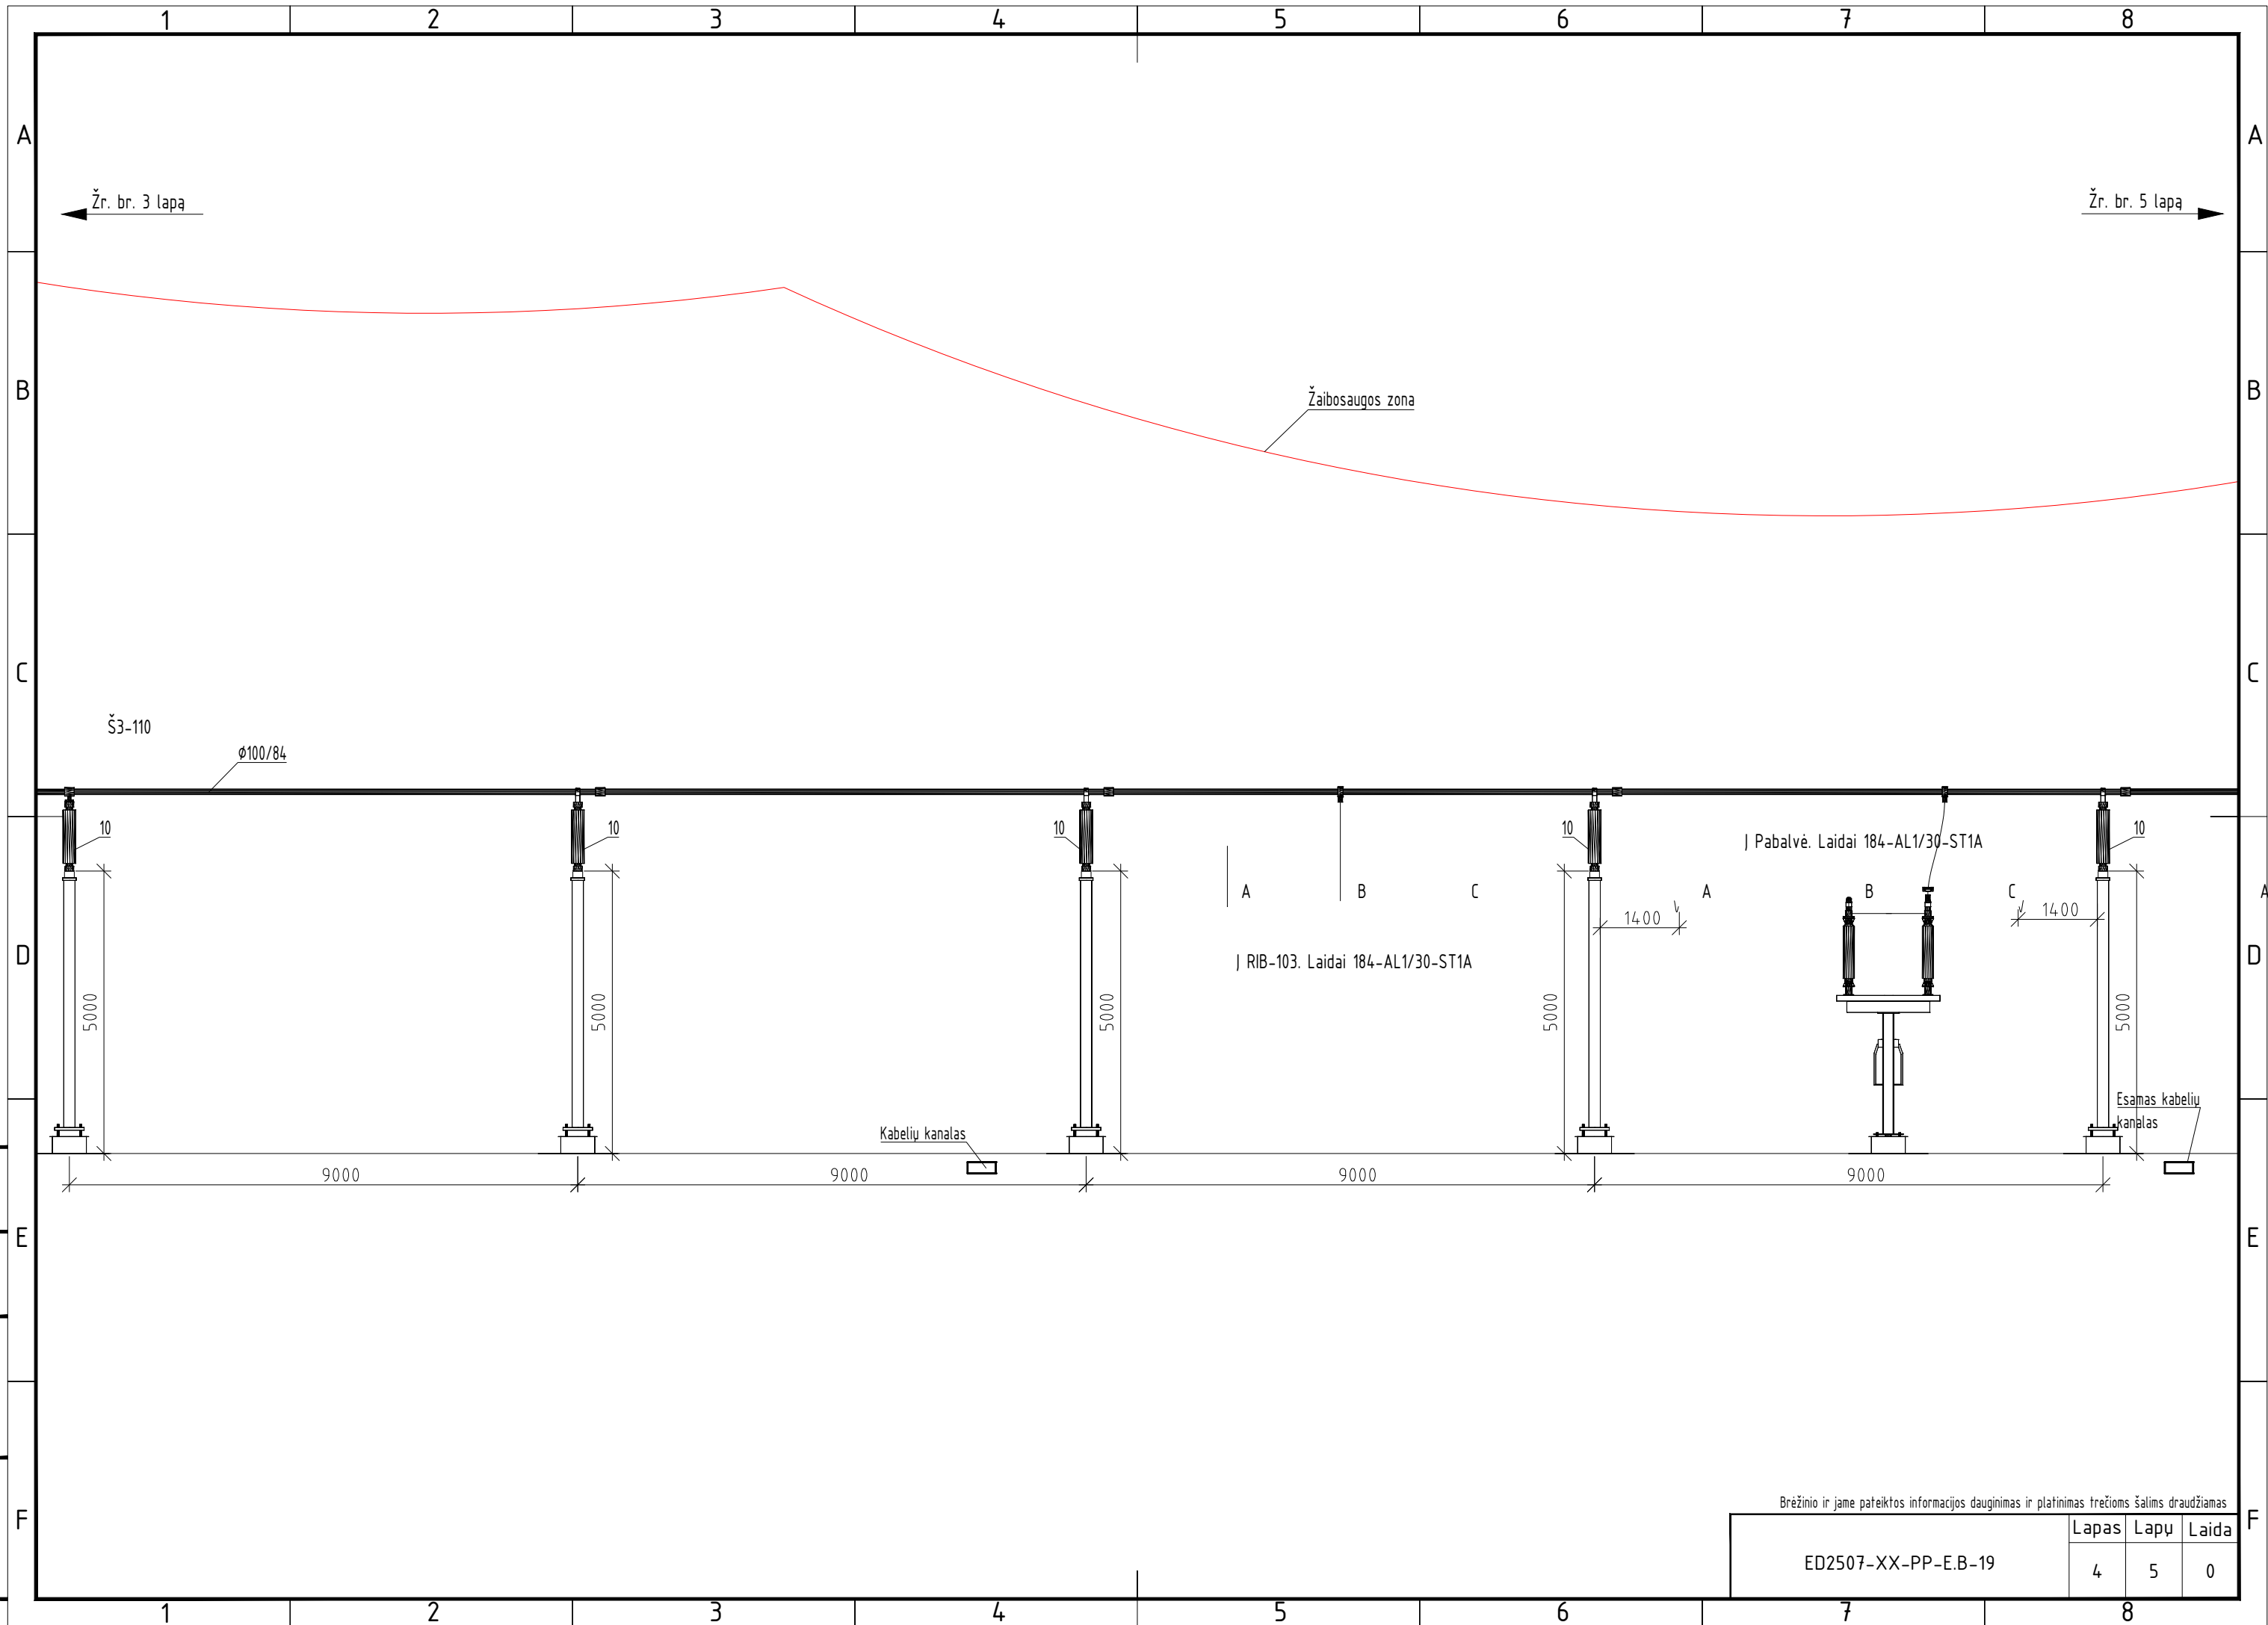 1 2 3 4 5 6 7 8
A A
Žr. br. 3 lapą
Žr. br. 5 lapą
B B
Žaibosaugos zona
C C
Š3-110
ϕ100/84
10 10 10 10 10
Į Pabalvė. Laidai 184-AL1/30-ST1A
A B C A B C A
1400 1400
D D
Į RIB-103. Laidai 184-AL1/30-ST1A
5000 5000 5000 5000 5000
Esamas kabelių
kanalas
Kabelių kanalas
9000 9000 9000 9000
E E
Brėžinio ir jame pateiktos informacijos dauginimas ir platinimas trečioms šalims draudžiamas
F F
Lapas Lapų Laida
ED2507-XX-PP-E.B-19
4 5 0
1 2 3 4 5 6 7 8